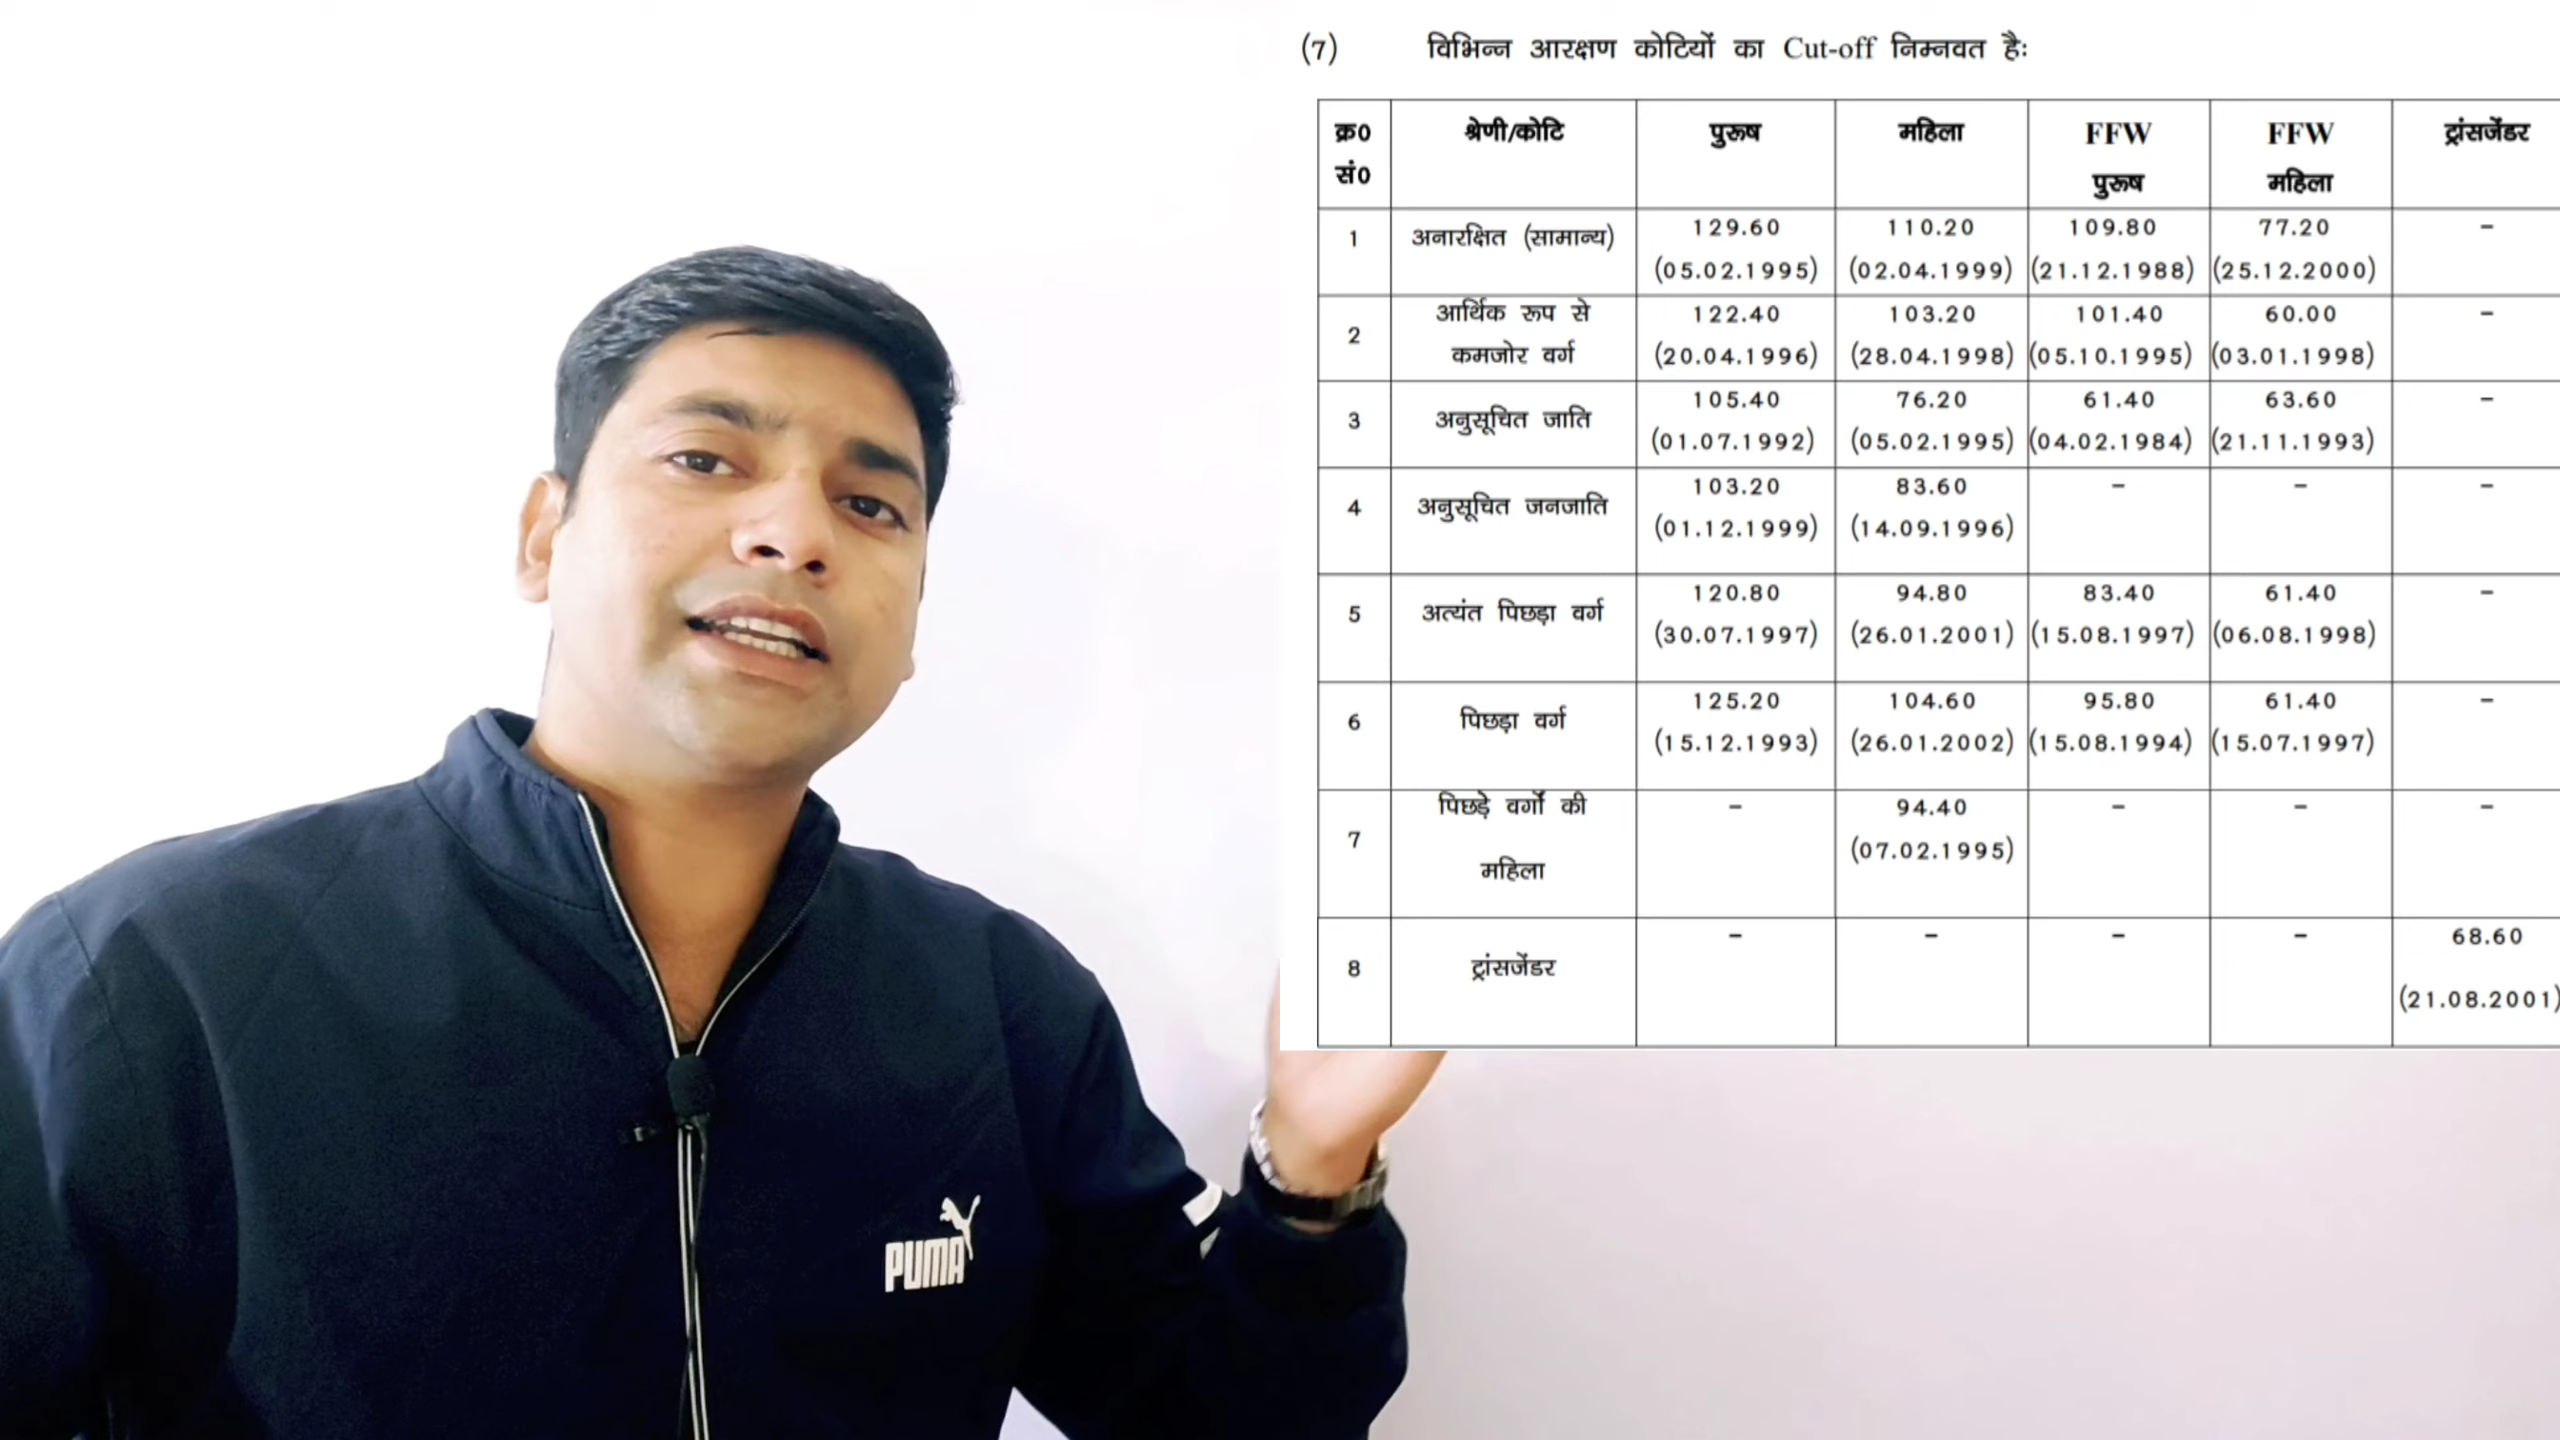 (7) विभिन्न आरक्षण कोटियों का Cut-off निम्नवत हैः
क्र0 सं0 श्रेणी/कोटि पुरूष महिला FFW पुरूष FFW महिला ट्रांसजेंडर
1 अनारक्षित (सामान्य) 129.60 (05.02.1995) 110.20 (02.04.1999) 109.80 (21.12.1988) 77.20 (25.12.2000) –
2 आर्थिक रूप से कमजोर वर्ग 122.40 (20.04.1996) 103.20 (28.04.1998) 101.40 (05.10.1995) 60.00 (03.01.1998) –
3 अनुसूचित जाति 105.40 (01.07.1992) 76.20 (05.02.1995) 61.40 (04.02.1984) 63.60 (21.11.1993) –
4 अनुसूचित जनजाति 103.20 (01.12.1999) 83.60 (14.09.1996) – – –
5 अत्यंत पिछड़ा वर्ग 120.80 (30.07.1997) 94.80 (26.01.2001) 83.40 (15.08.1997) 61.40 (06.08.1998) –
6 पिछड़ा वर्ग 125.20 (15.12.1993) 104.60 (26.01.2002) 95.80 (15.08.1994) 61.40 (15.07.1997) –
7 पिछड़े वर्गों की महिला – 94.40 (07.02.1995) – – –
8 ट्रांसजेंडर – – – – 68.60 (21.08.2001)
PUMA